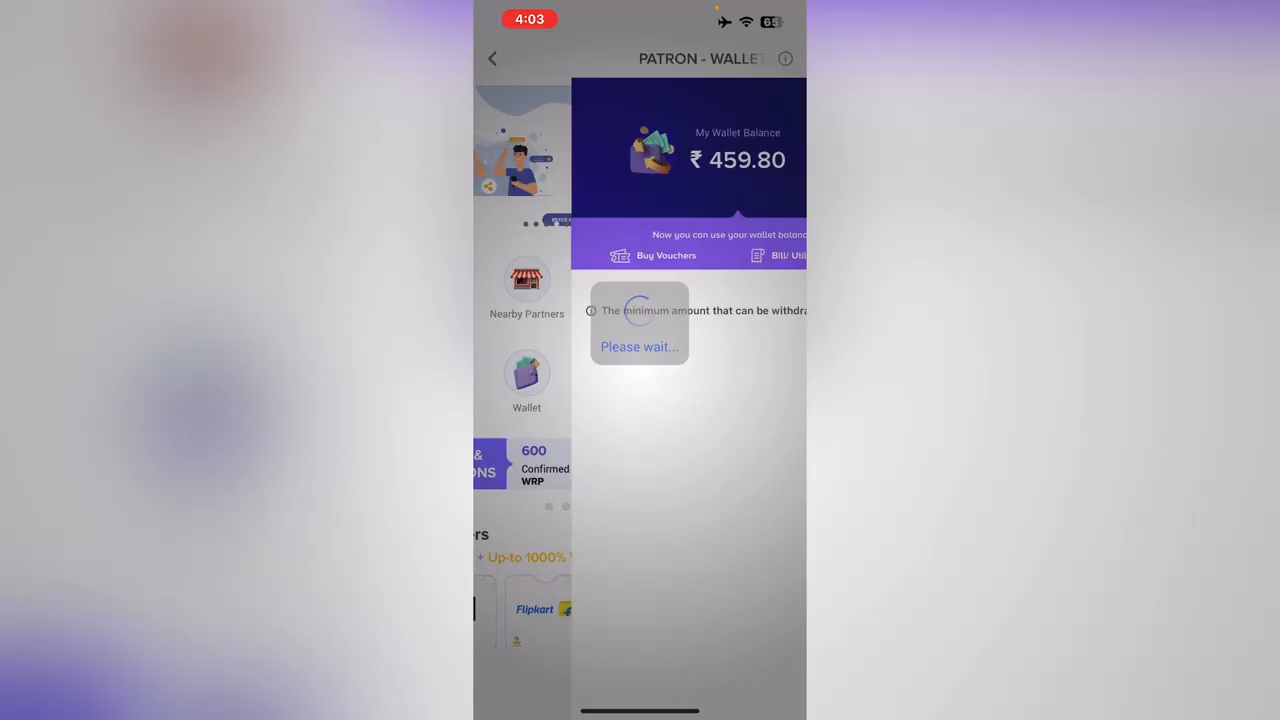 4:03
65
PATRON - WALLET
My Wallet Balance
₹ 459.80
Now you can use your wallet balanc
Buy Vouchers
Bill/ Util
The minimum amount that can be withdra
Please wait...
Nearby Partners
Wallet
&
ONS
600
Confirmed
WRP
rs
+ Up-to 1000%
Flipkart